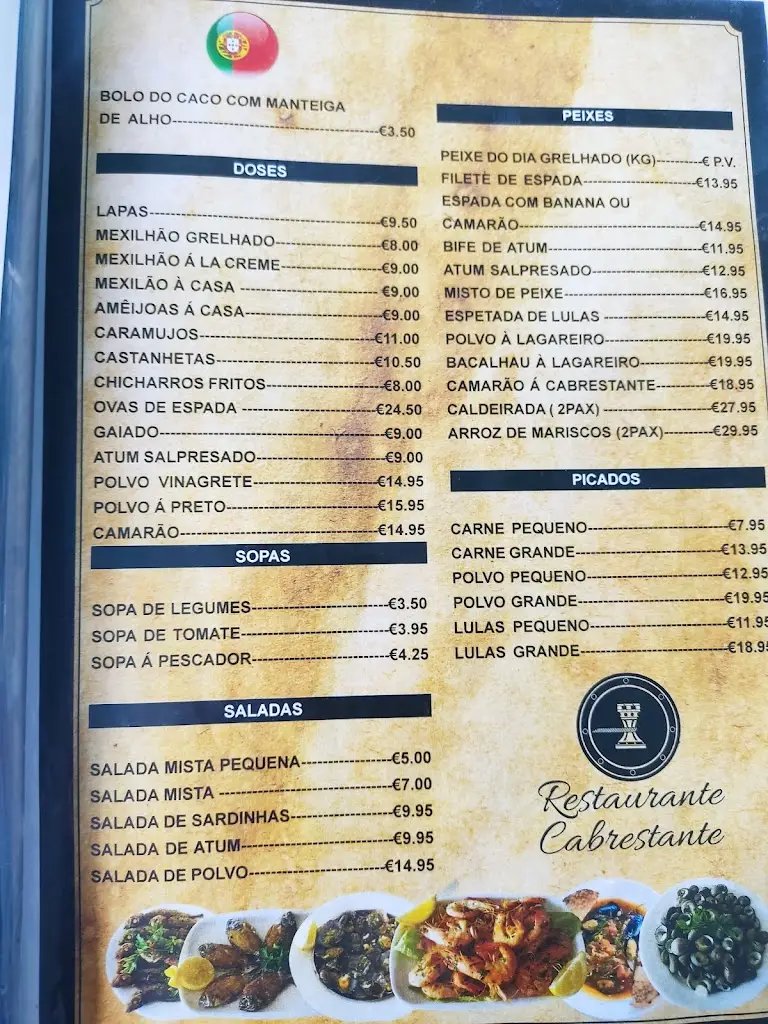 BOLO DO CACO COM MANTEIGA
DE ALHO--------------------€3.50
DOSES
LAPAS--------------------€9.50
MEXILHÃO GRELHADO--------------------€8.00
MEXILHÃO Á LA CREME--------------------€9.00
MEXILÃO À CASA --------------------€9.00
AMÊIJOAS Á CASA--------------------€9.00
CARAMUJOS--------------------€11.00
CASTANHETAS--------------------€10.50
CHICHARROS FRITOS--------------------€8.00
OVAS DE ESPADA --------------------€24.50
GAIADO--------------------€9.00
ATUM SALPRESADO--------------------€9.00
POLVO VINAGRETE--------------------€14.95
POLVO Á PRETO--------------------€15.95
CAMARÃO--------------------€14.95
SOPAS
SOPA DE LEGUMES--------------------€3.50
SOPA DE TOMATE--------------------€3.95
SOPA Á PESCADOR--------------------€4.25
SALADAS
SALADA MISTA PEQUENA--------------------€5.00
SALADA MISTA --------------------€7.00
SALADA DE SARDINHAS--------------------€9.95
SALADA DE ATUM--------------------€9.95
SALADA DE POLVO--------------------€14.95
PEIXES
PEIXE DO DIA GRELHADO (KG)----------€ P.V.
FILETE DE ESPADA--------------------€13.95
ESPADA COM BANANA OU
CAMARÃO--------------------€14.95
BIFE DE ATUM--------------------€11.95
ATUM SALPRESADO--------------------€12.95
MISTO DE PEIXE--------------------€16.95
ESPETADA DE LULAS --------------------€14.95
POLVO À LAGAREIRO--------------------€19.95
BACALHAU À LAGAREIRO--------------------€19.95
CAMARÃO Á CABRESTANTE--------------------€18.95
CALDEIRADA ( 2PAX) --------------------€27.95
ARROZ DE MARISCOS (2PAX)----------€29.95
PICADOS
CARNE PEQUENO--------------------€7.95
CARNE GRANDE--------------------€13.95
POLVO PEQUENO--------------------€12.95
POLVO GRANDE--------------------€19.95
LULAS PEQUENO--------------------€11.95
LULAS GRANDE--------------------€18.95
Restaurante
Cabrestante